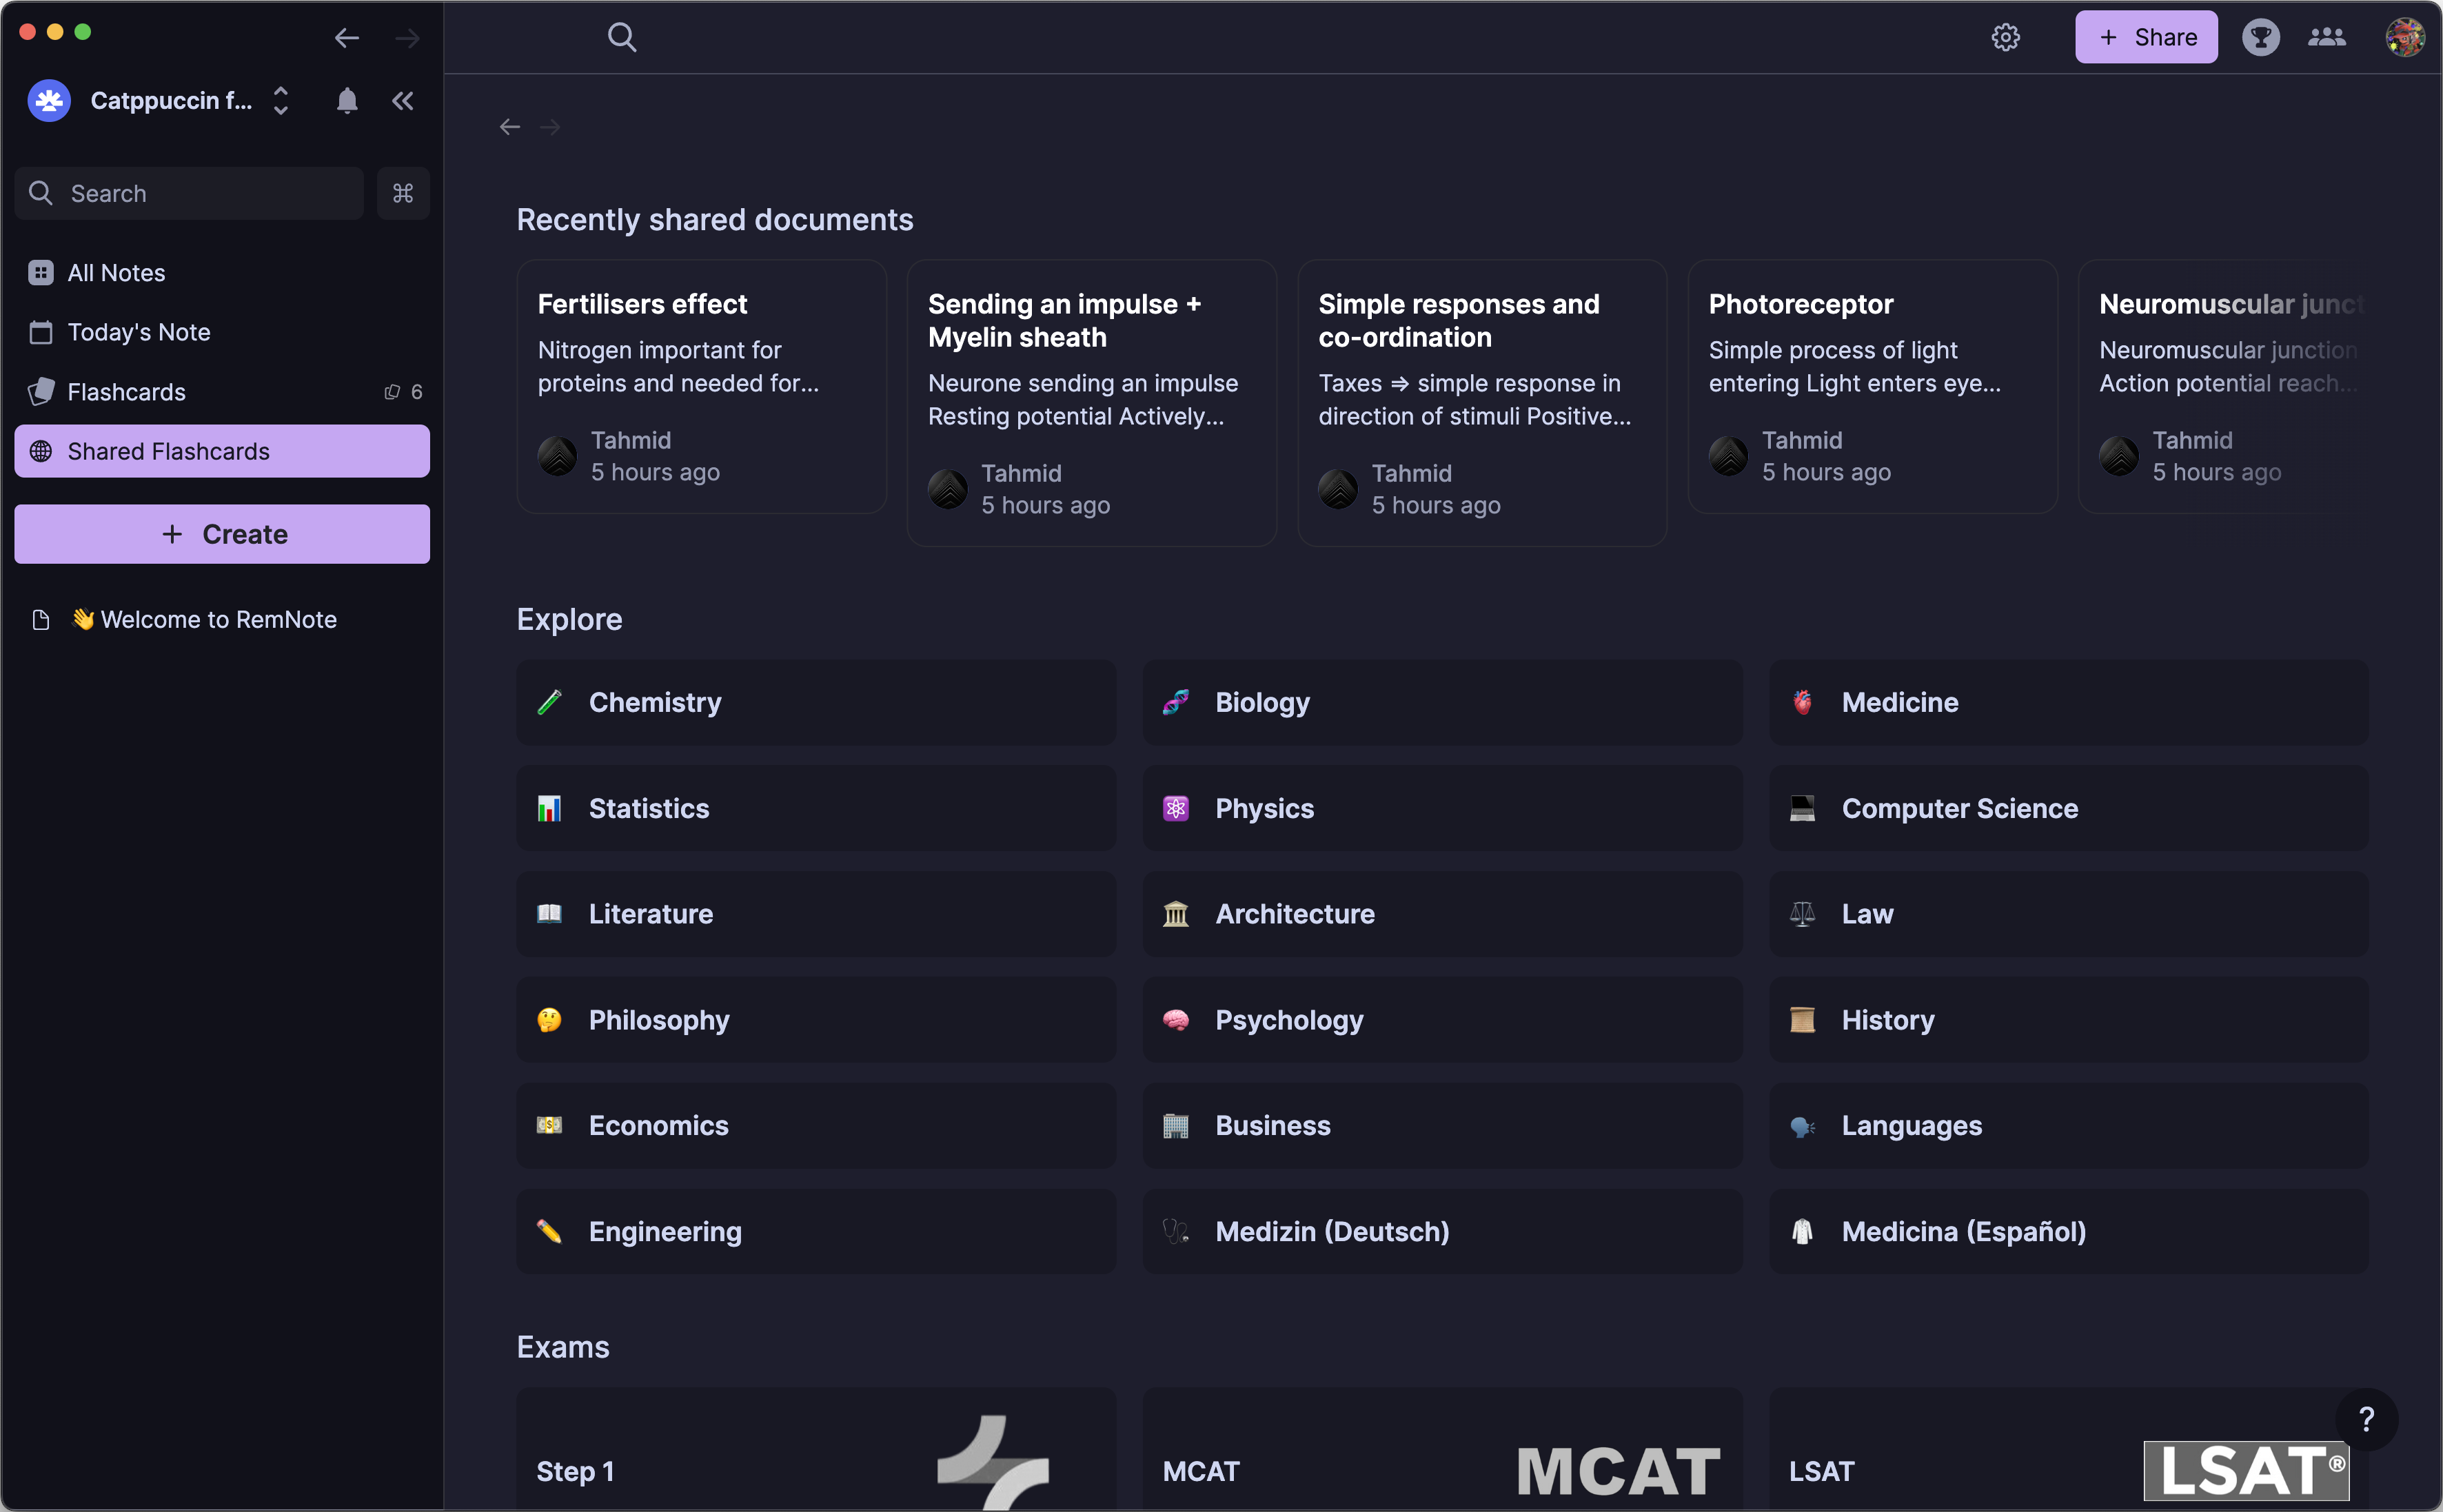 Catppuccin f...
Search
All Notes
Today's Note
Flashcards
6
Shared Flashcards
+ Create
👋 Welcome to RemNote
+ Share
Recently shared documents
Fertilisers effect
Nitrogen important for
proteins and needed for...
Tahmid
5 hours ago
Sending an impulse +
Myelin sheath
Neurone sending an impulse
Resting potential Actively...
Tahmid
5 hours ago
Simple responses and
co-ordination
Taxes ⇒ simple response in
direction of stimuli Positive...
Tahmid
5 hours ago
Photoreceptor
Simple process of light
entering Light enters eye...
Tahmid
5 hours ago
Neuromuscular junct
Neuromuscular junction
Action potential reach...
Tahmid
5 hours ago
Explore
Chemistry
Biology
Medicine
Statistics
Physics
Computer Science
Literature
Architecture
Law
Philosophy
Psychology
History
Economics
Business
Languages
Engineering
Medizin (Deutsch)
Medicina (Español)
Exams
Step 1
MCAT
MCAT
LSAT
LSAT®
?